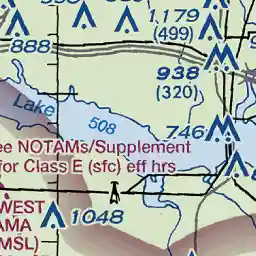 1,179
(499)
888
938
(320)
Lake
508
746
ee NOTAMs/Supplement
for Class E (sfc) eff hrs
WEST
1048
AMA
MSL)